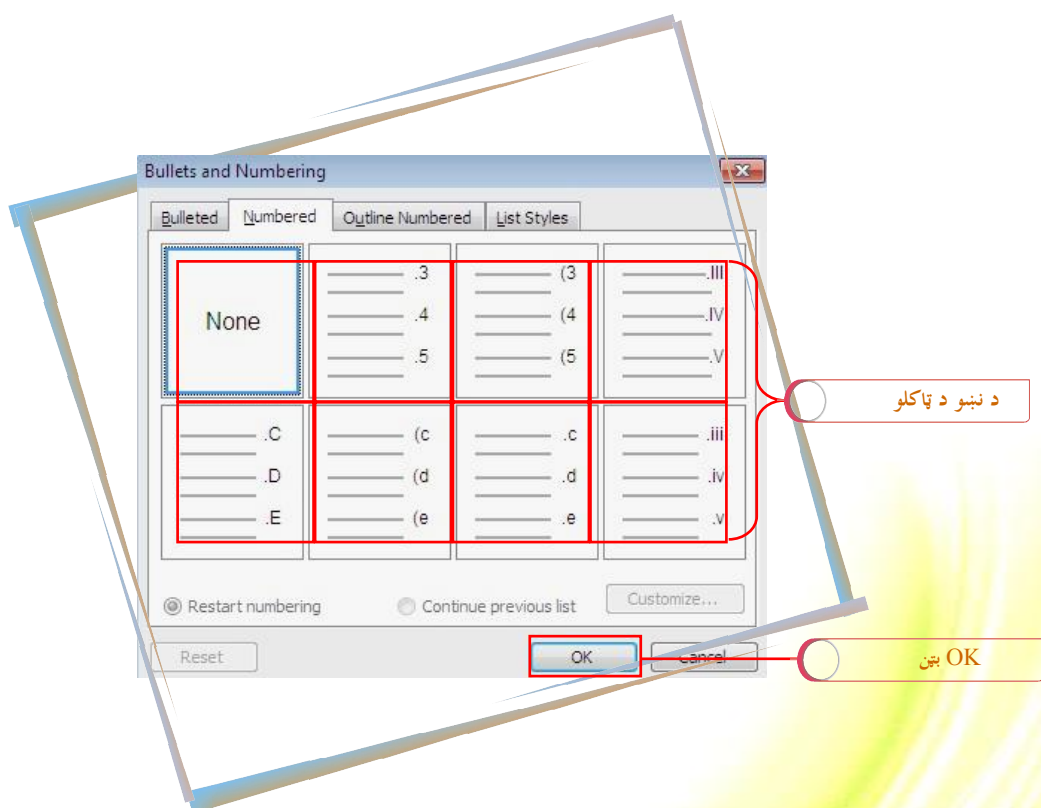 Bullets and Numbering
Bulleted Numbered Outline Numbered List Styles
None
.3
.4
.5
(3
(4
(5
.III
.IV
.V
.C
.D
.E
(c
(d
(e
.c
.d
.e
.iii
.iv
.v
د نښو د ټاکلو
Restart numbering Continue previous list Customize...
Reset OK Cancel
OK بټن